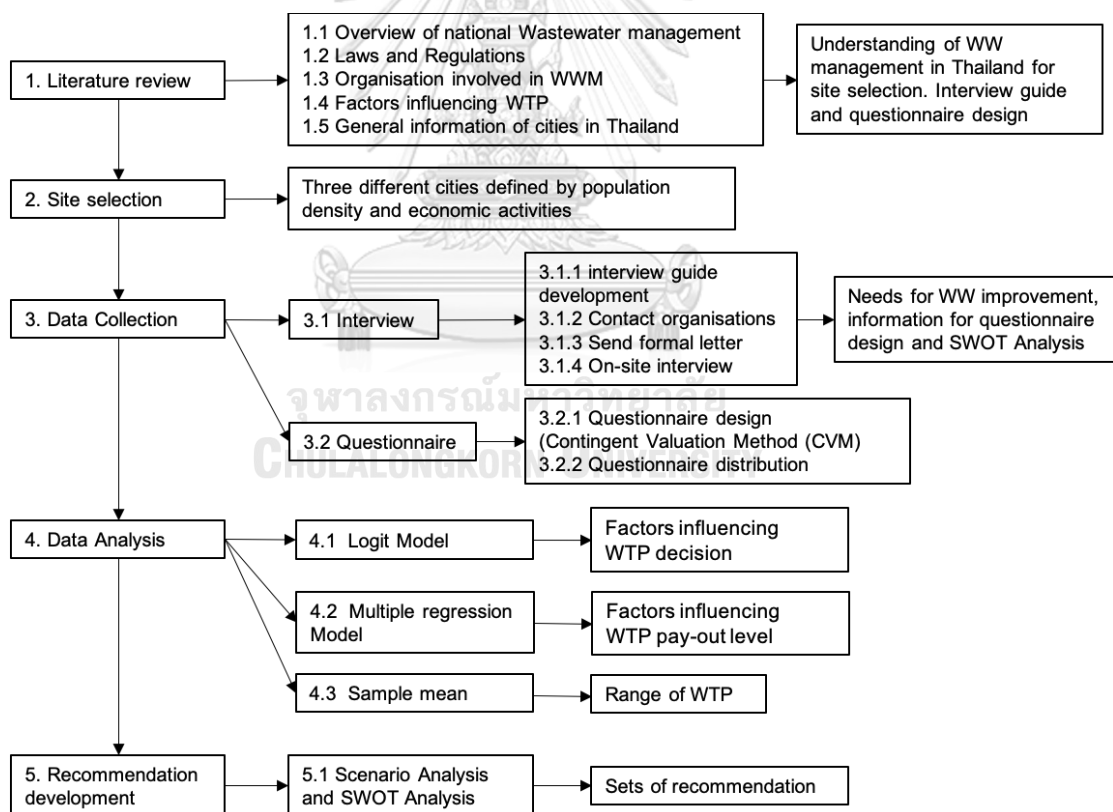 1. Literature review
1.1 Overview of national Wastewater management
1.2 Laws and Regulations
1.3 Organisation involved in WWM
1.4 Factors influencing WTP
1.5 General information of cities in Thailand
Understanding of WW
management in Thailand for
site selection. Interview guide
and questionnaire design
2. Site selection
Three different cities defined by population
density and economic activities
3. Data Collection
3.1 Interview
3.1.1 interview guide
development
3.1.2 Contact organisations
3.1.3 Send formal letter
3.1.4 On-site interview
Needs for WW improvement,
information for questionnaire
design and SWOT Analysis
จุฬาลงกรณ์มหาวิทยาลัย
3.2 Questionnaire
3.2.1 Questionnaire design
(Contingent Valuation Method (CVM)
3.2.2 Questionnaire distribution
CHULALONGKORN UNIVERSITY
4. Data Analysis
4.1 Logit Model
Factors influencing
WTP decision
4.2 Multiple regression
Model
Factors influencing
WTP pay-out level
4.3 Sample mean
Range of WTP
5. Recommendation
development
5.1 Scenario Analysis
and SWOT Analysis
Sets of recommendation